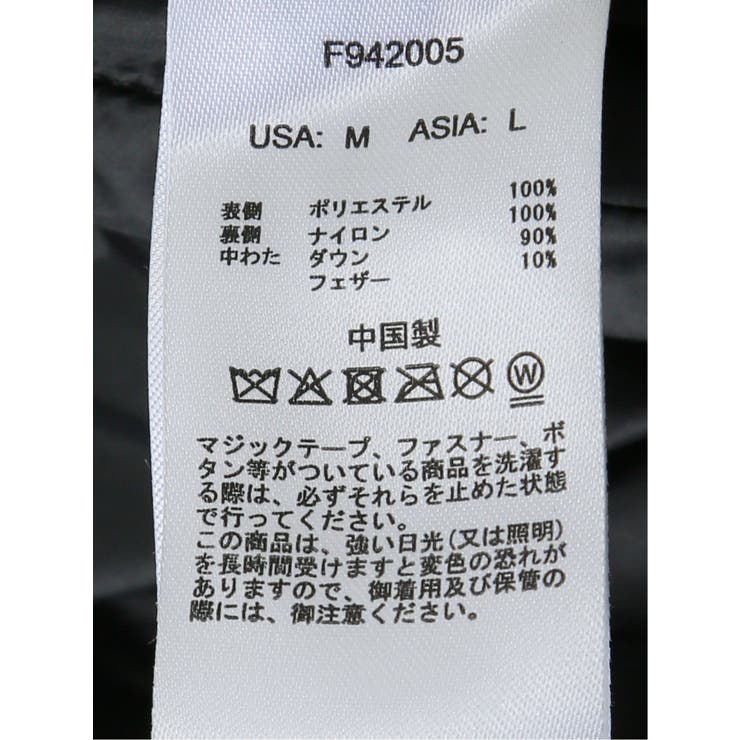 F942005
USA: M ASIA: L
表側 ポリエステル 100%
裏側 ナイロン 100%
中わた ダウン 90%
フェザー 10%
中国製
W
マジックテープ、ファスナー、ボ
タン等がついている商品を洗濯す
る際は、必ずそれらを止めた状態
で行ってください。
この商品は、強い日光(又は照明)
を長時間受けますと変色の恐れが
ありますので、御着用及び保管の
際には、御注意ください。